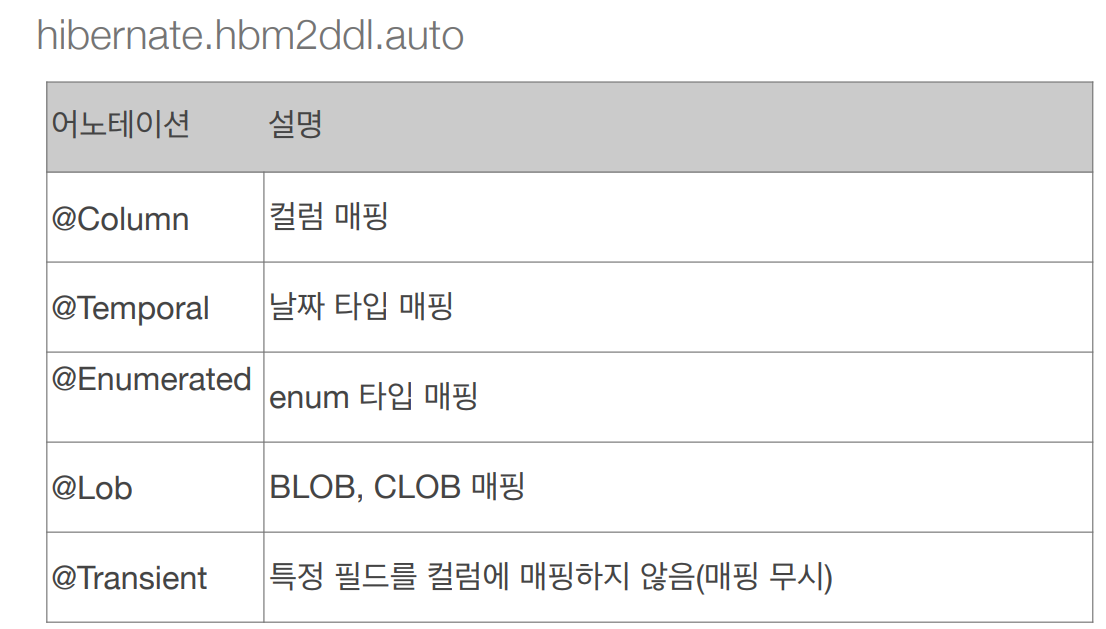 hibernate.hbm2ddl.auto
어노테이션 설명
@Column 컬럼 매핑
@Temporal 날짜 타입 매핑
@Enumerated enum 타입 매핑
@Lob BLOB, CLOB 매핑
@Transient 특정 필드를 컬럼에 매핑하지 않음(매핑 무시)